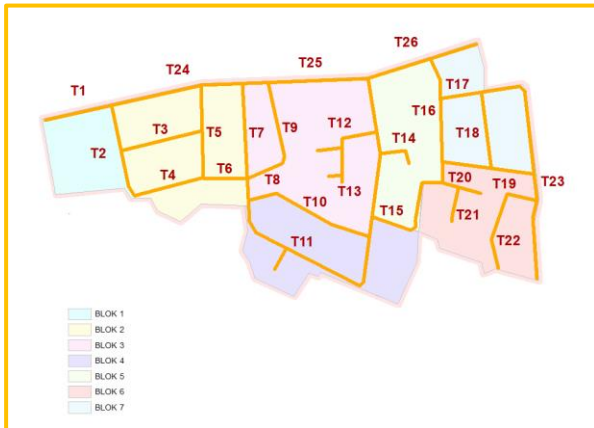 T26
T25
T24
T1
T17
T16
T12
T9
T7
T5
T3
T18
T14
T2
T4
T6
T8
T13
T20
T19
T23
T10
T15
T21
T11
T22
BLOK 1
BLOK 2
BLOK 3
BLOK 4
BLOK 5
BLOK 6
BLOK 7